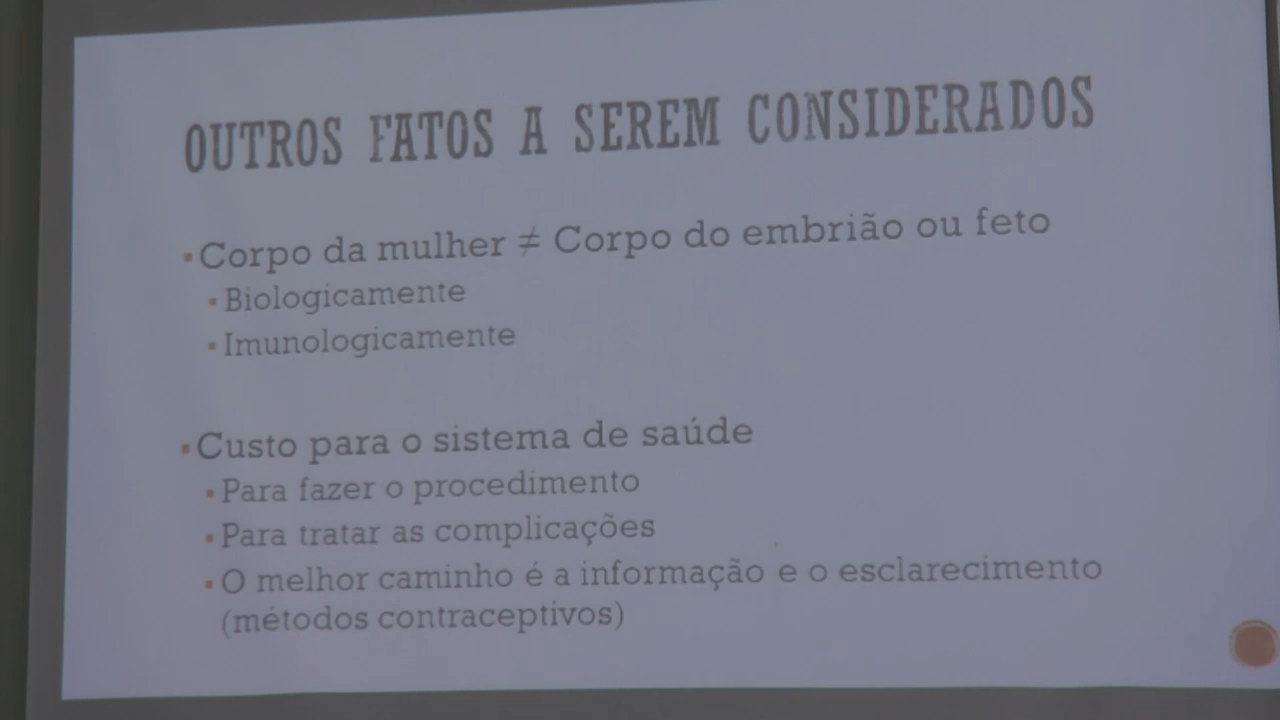 OUTROS FATOS A SEREM CONSIDERADOS
▪Corpo da mulher ≠ Corpo do embrião ou feto
▪Biologicamente
▪Imunologicamente
▪Custo para o sistema de saúde
▪Para fazer o procedimento
▪Para tratar as complicações
▪O melhor caminho é a informação e o esclarecimento
(métodos contraceptivos)